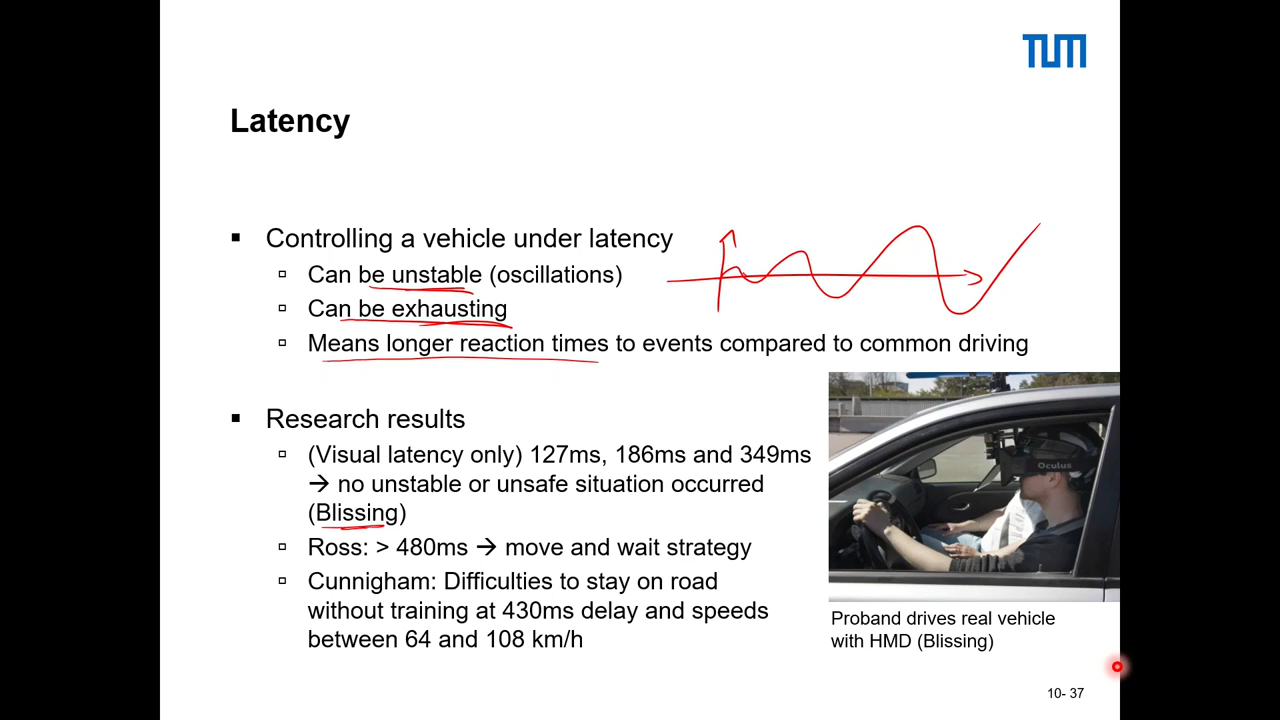 TUM
Latency
▪ Controlling a vehicle under latency
▫ Can be unstable (oscillations)
▫ Can be exhausting
▫ Means longer reaction times to events compared to common driving
▪ Research results
▫ (Visual latency only) 127ms, 186ms and 349ms
→ no unstable or unsafe situation occurred
(Blissing)
▫ Ross: > 480ms → move and wait strategy
▫ Cunnigham: Difficulties to stay on road
without training at 430ms delay and speeds
between 64 and 108 km/h
Oculus
Proband drives real vehicle
with HMD (Blissing)
10- 37